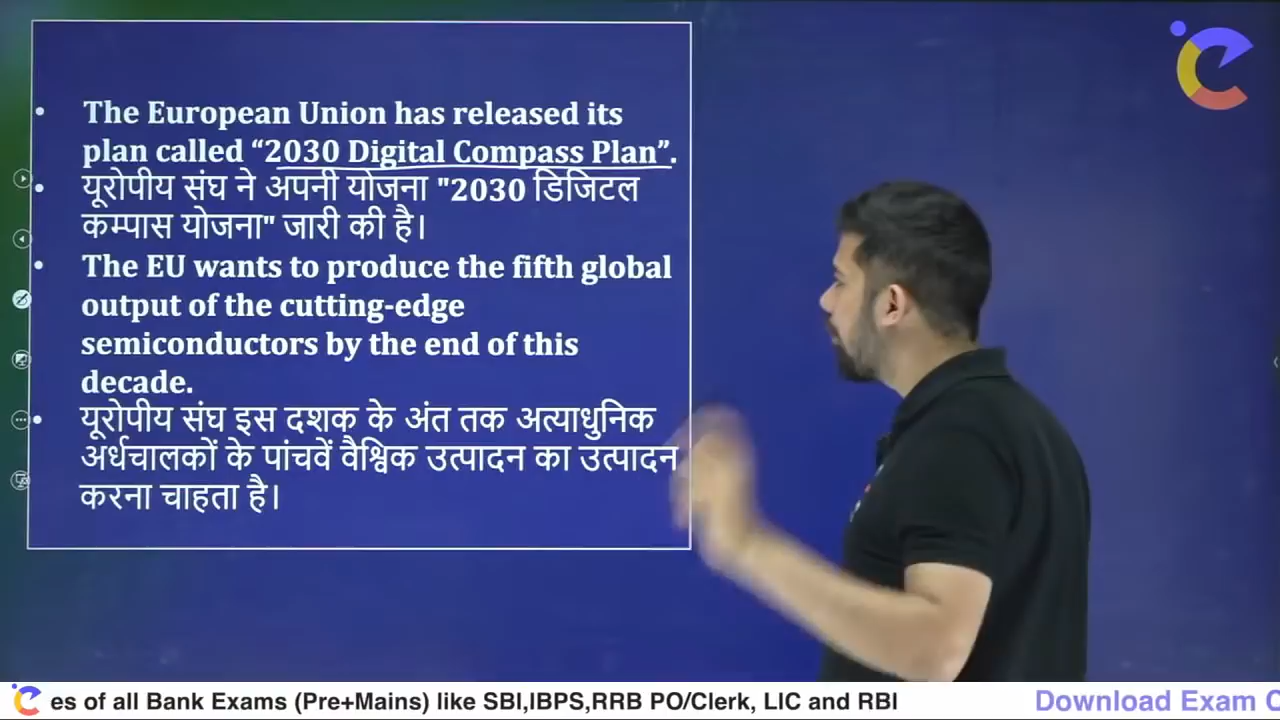 The European Union has released its
plan called “2030 Digital Compass Plan”.
यूरोपीय संघ ने अपनी योजना "2030 डिजिटल
कम्पास योजना" जारी की है।
The EU wants to produce the fifth global
output of the cutting-edge
semiconductors by the end of this
decade.
यूरोपीय संघ इस दशक के अंत तक अत्याधुनिक
अर्धचालकों के पांचवें वैश्विक उत्पादन का उत्पादन
करना चाहता है।
es of all Bank Exams (Pre+Mains) like SBI,IBPS,RRB PO/Clerk, LIC and RBI
Download Exam